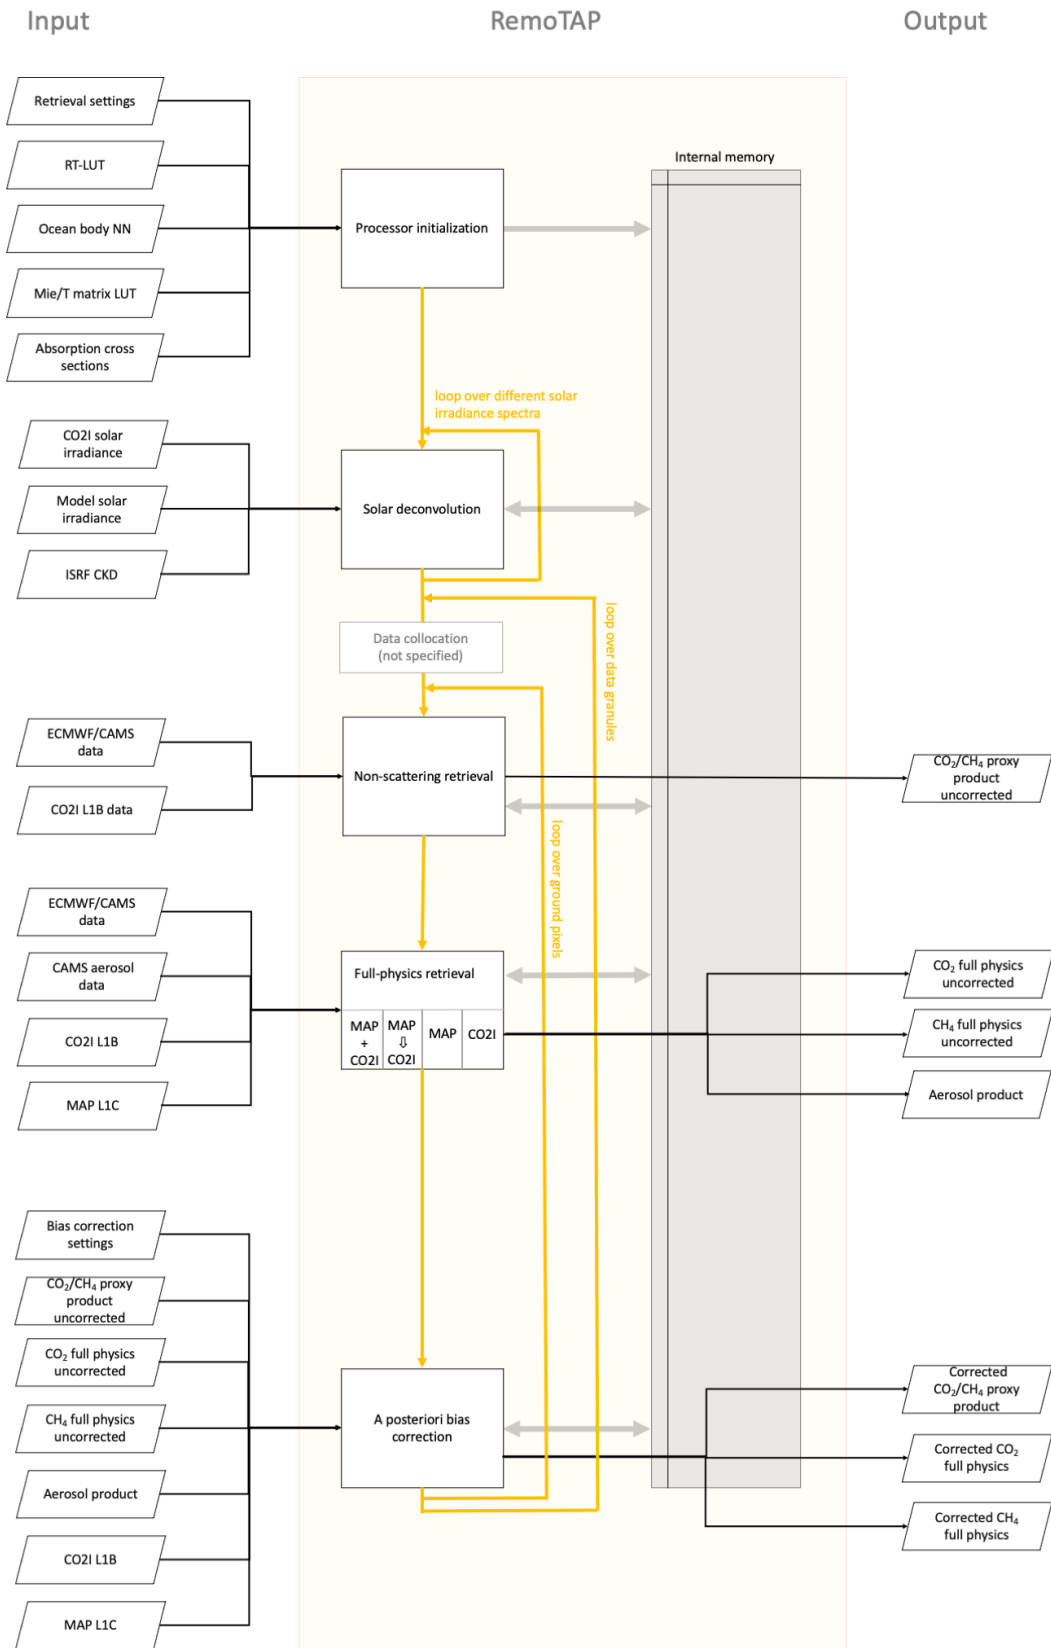 Input
RemoTAP
Output
Retrieval settings
RT-LUT
Ocean body NN
Mie/T matrix LUT
Absorption cross
sections
Processor initialization
Internal memory
loop over different solar
irradiance spectra
CO2I solar
irradiance
Model solar
irradiance
ISRF CKD
Solar deconvolution
Data collocation
(not specified)
loop over data granules
ECMWF/CAMS
data
CO2I L1B data
Non-scattering retrieval
CO₂/CH₄ proxy
product
uncorrected
loop over ground pixels
ECMWF/CAMS
data
CAMS aerosol
data
CO2I L1B
MAP L1C
Full-physics retrieval
MAP
+
CO2I
MAP
⇩
CO2I
MAP
CO2I
CO₂ full physics
uncorrected
CH₄ full physics
uncorrected
Aerosol product
Bias correction
settings
CO₂/CH₄ proxy
product
uncorrected
CO₂ full physics
uncorrected
CH₄ full physics
uncorrected
Aerosol product
CO2I L1B
MAP L1C
A posteriori bias
correction
Corrected
CO₂/CH₄ proxy
product
Corrected CO₂
full physics
Corrected CH₄
full physics